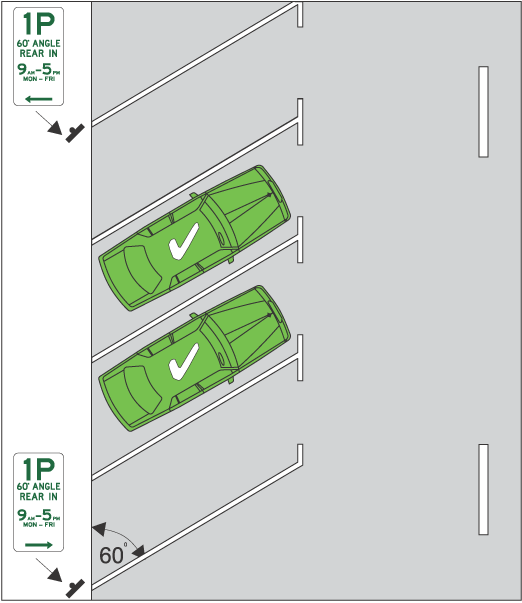 1P
60° ANGLE
REAR IN
9AM-5PM
MON - FRI
1P
60° ANGLE
REAR IN
9AM-5PM
MON - FRI
60°